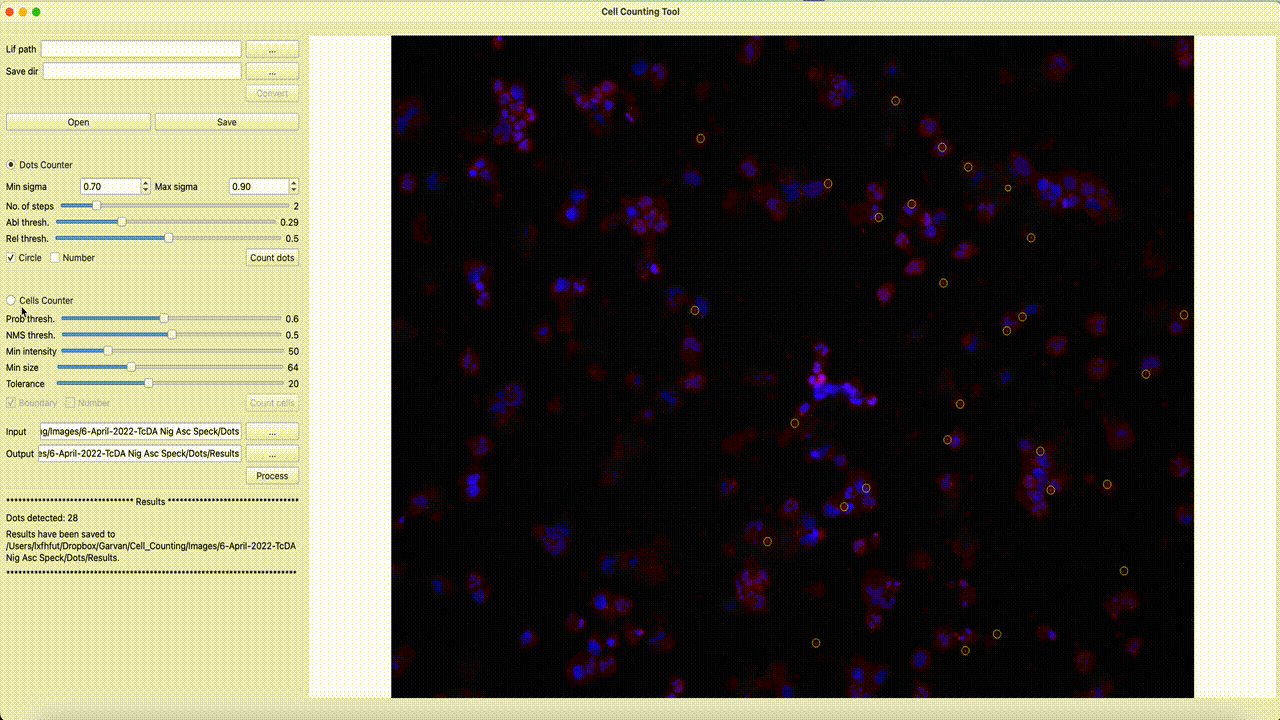 Cell Counting Tool
Lif path ...
Save dir ...
Convert
Open Save
Dots Counter
Min sigma 0.70 Max sigma 0.90
No. of steps 2
Abl thresh. 0.29
Rel thresh. 0.5
Circle Number Count dots
Cells Counter
Prob thresh. 0.6
NMS thresh. 0.5
Min intensity 50
Min size 64
Tolerance 20
Boundary Number Count cells
Input ig/Images/6-April-2022-TcDA Nig Asc Speck/Dots ...
Output es/6-April-2022-TcDA Nig Asc Speck/Dots/Results ...
Process
Results
Dots detected: 28
Results have been saved to
/Users/lxfhfut/Dropbox/Garvan/Cell_Counting/Images/6-April-2022-TcDA
Nig Asc Speck/Dots/Results.